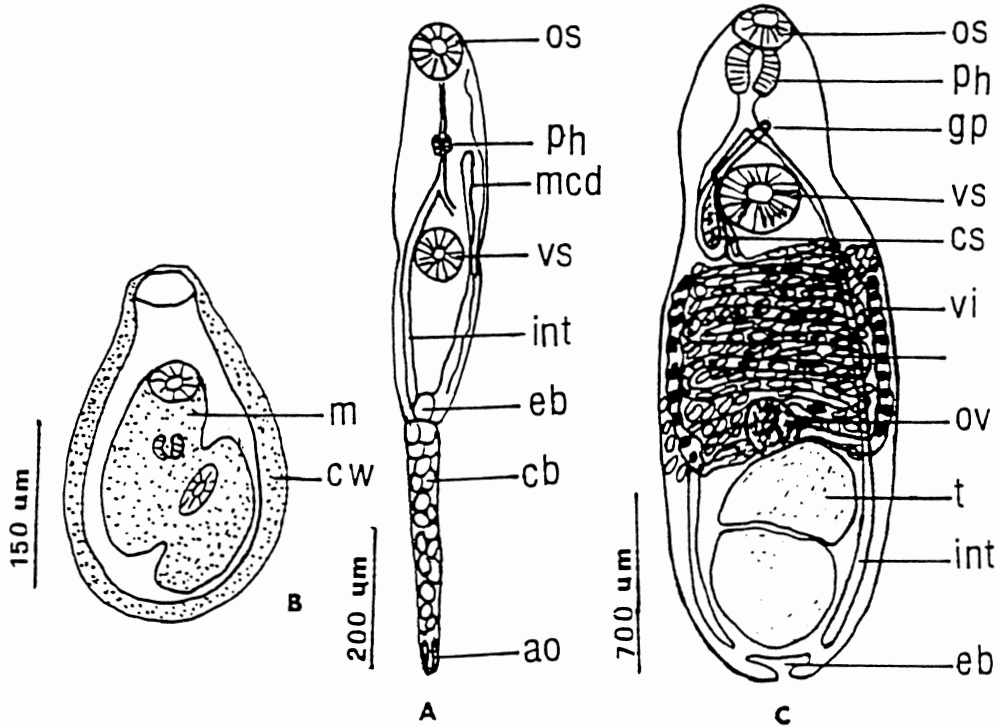 os
ph
mcd
vs
int
eb
cb
ao
200 um
A
m
cw
150 um
B
os
ph
gp
vs
cs
vi
ov
t
int
eb
700 um
C